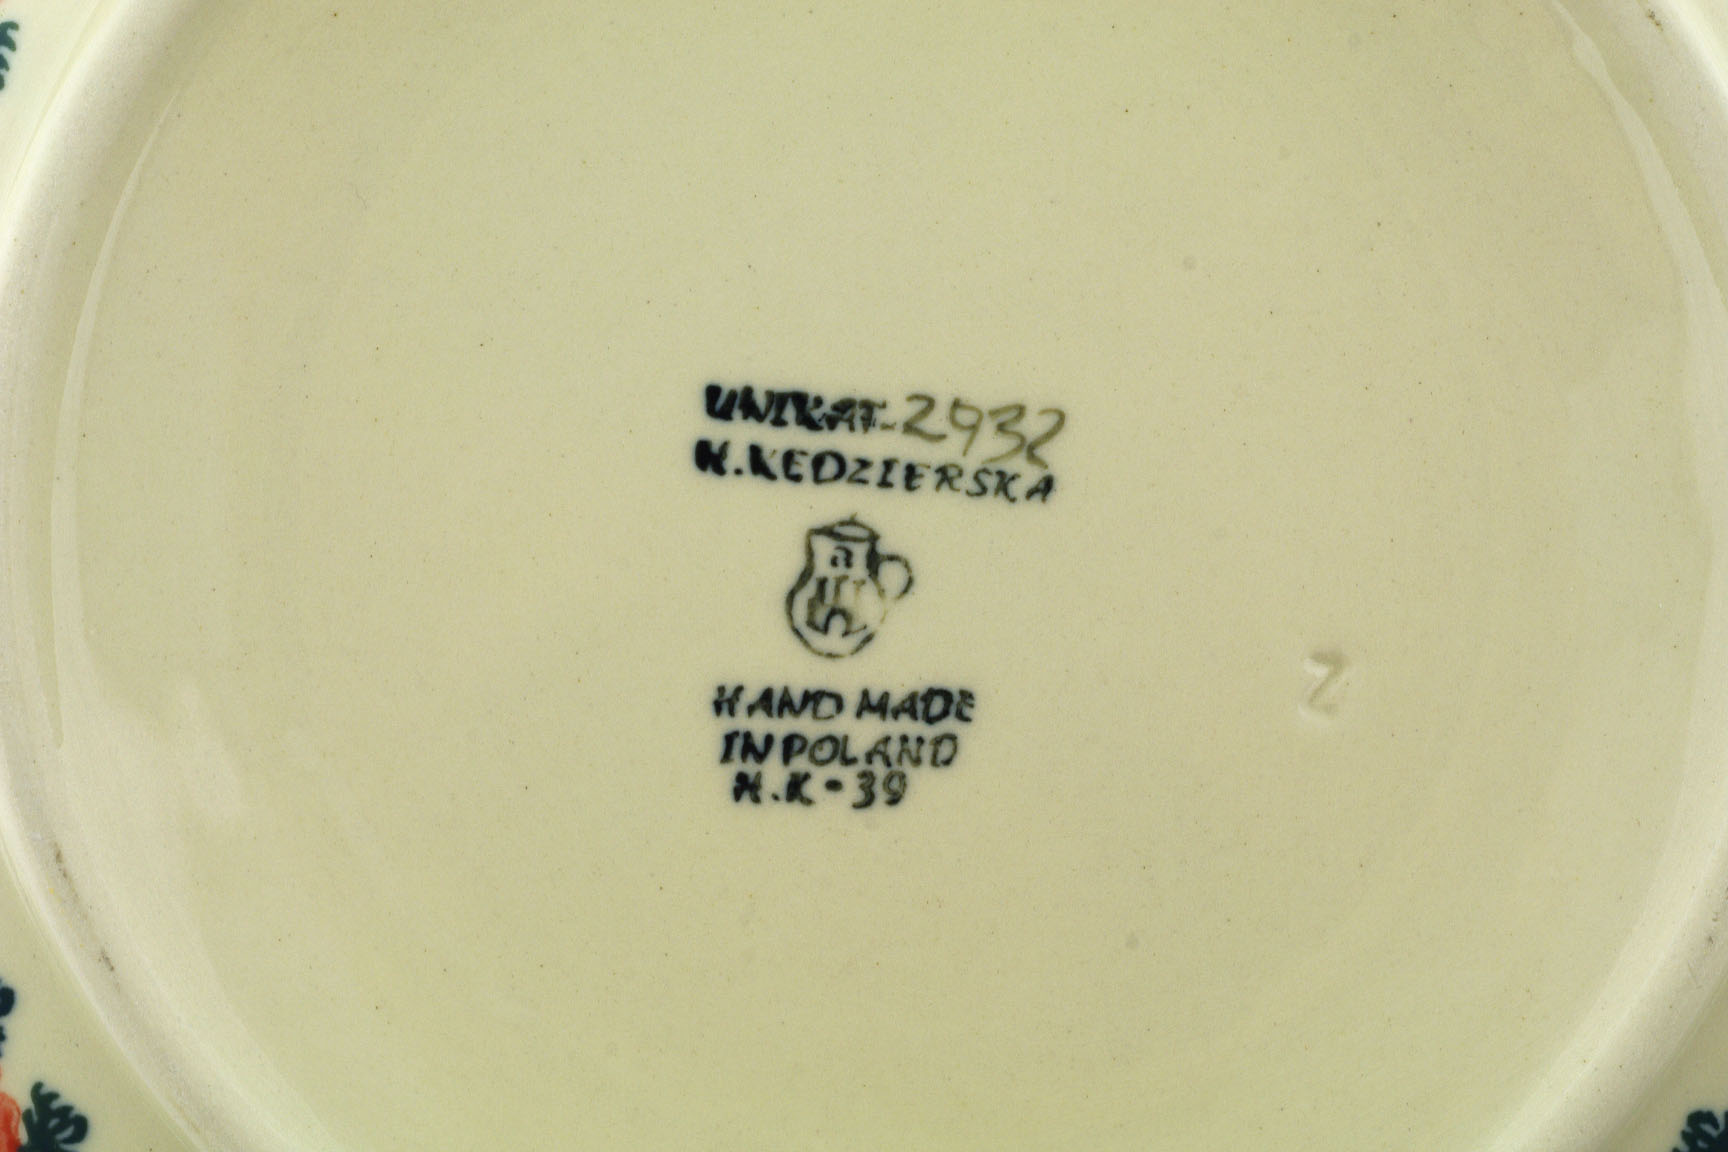 UNIKAT-2932
H.KEDZIERSKA
a
HAND MADE
IN POLAND
H.K-39
Z